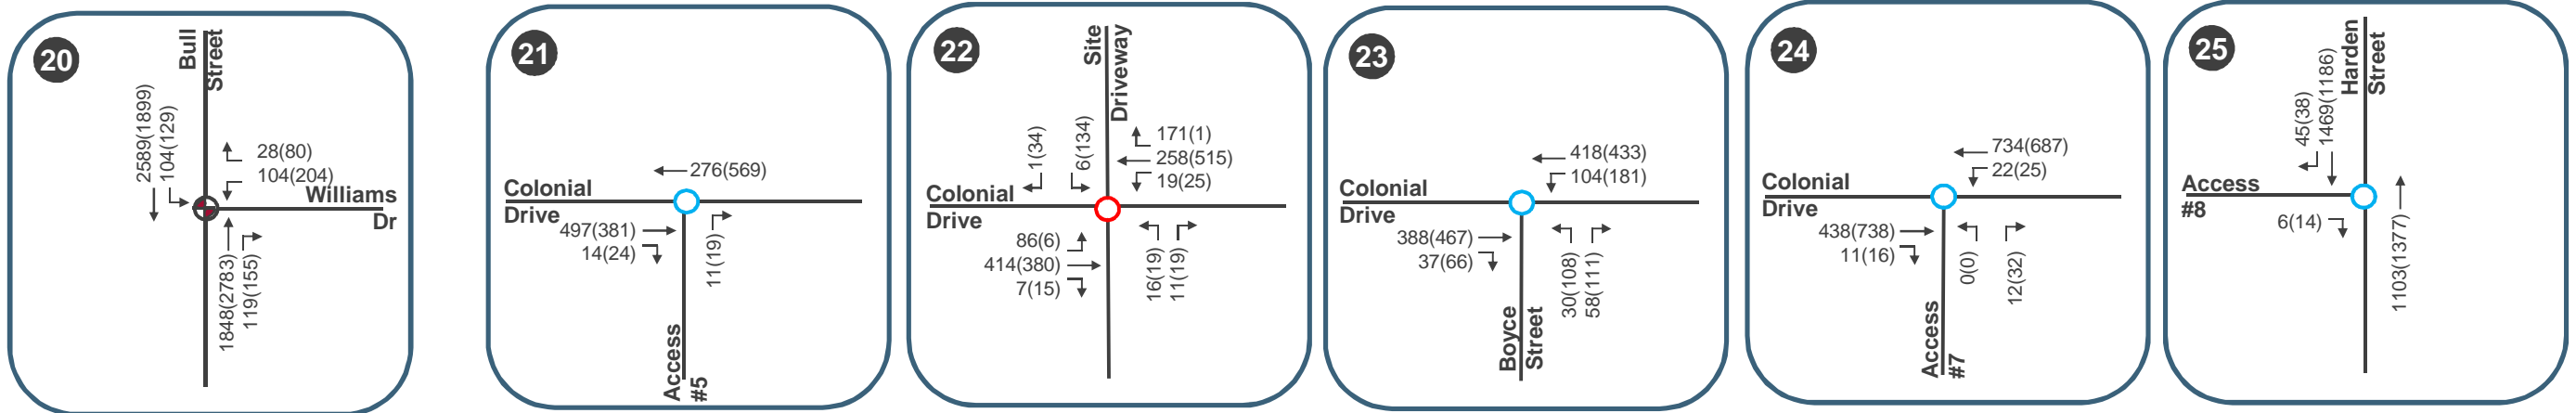 20
Bull
Street
2589(1899)
104(129)
28(80)
104(204)
Williams
Dr
1848(2783)
119(155)
21
276(569)
Colonial
Drive
497(381)
14(24)
11(19)
Access
#5
22
Site
Driveway
1(34)
6(134)
171(1)
258(515)
19(25)
Colonial
Drive
86(6)
414(380)
7(15)
16(19)
11(19)
23
418(433)
104(181)
Colonial
Drive
388(467)
37(66)
30(108)
58(111)
Boyce
Street
24
734(687)
22(25)
Colonial
Drive
438(738)
11(16)
0(0)
12(32)
Access
#7
25
Harden
Street
45(38)
1469(1186)
Access
#8
6(14)
1103(1377)